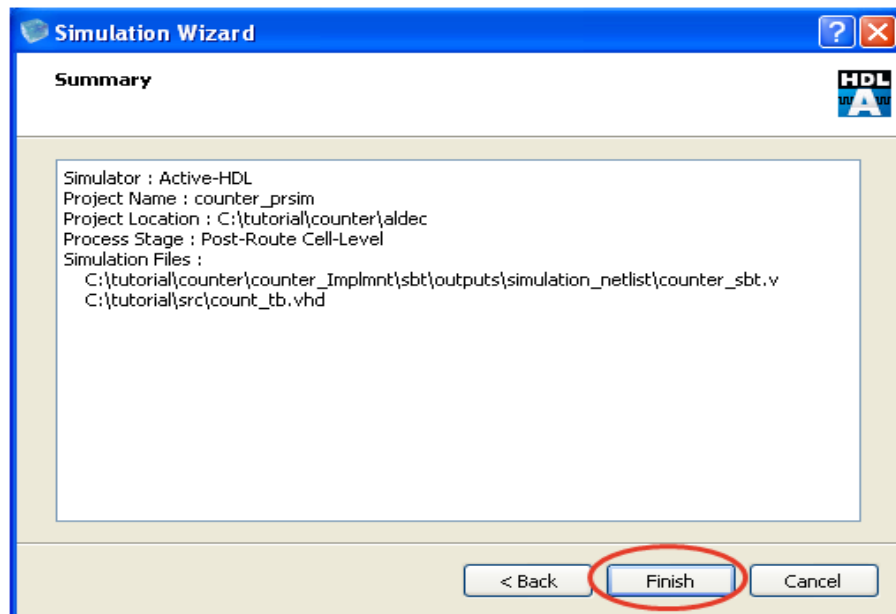 Simulation Wizard
?
Summary
HDL
A
Simulator : Active-HDL
Project Name : counter_prsim
Project Location : C:\tutorial\counter\aldec
Process Stage : Post-Route Cell-Level
Simulation Files :
C:\tutorial\counter\counter_Implmnt\sbt\outputs\simulation_netlist\counter_sbt.v
C:\tutorial\src\count_tb.vhd
< Back
Finish
Cancel